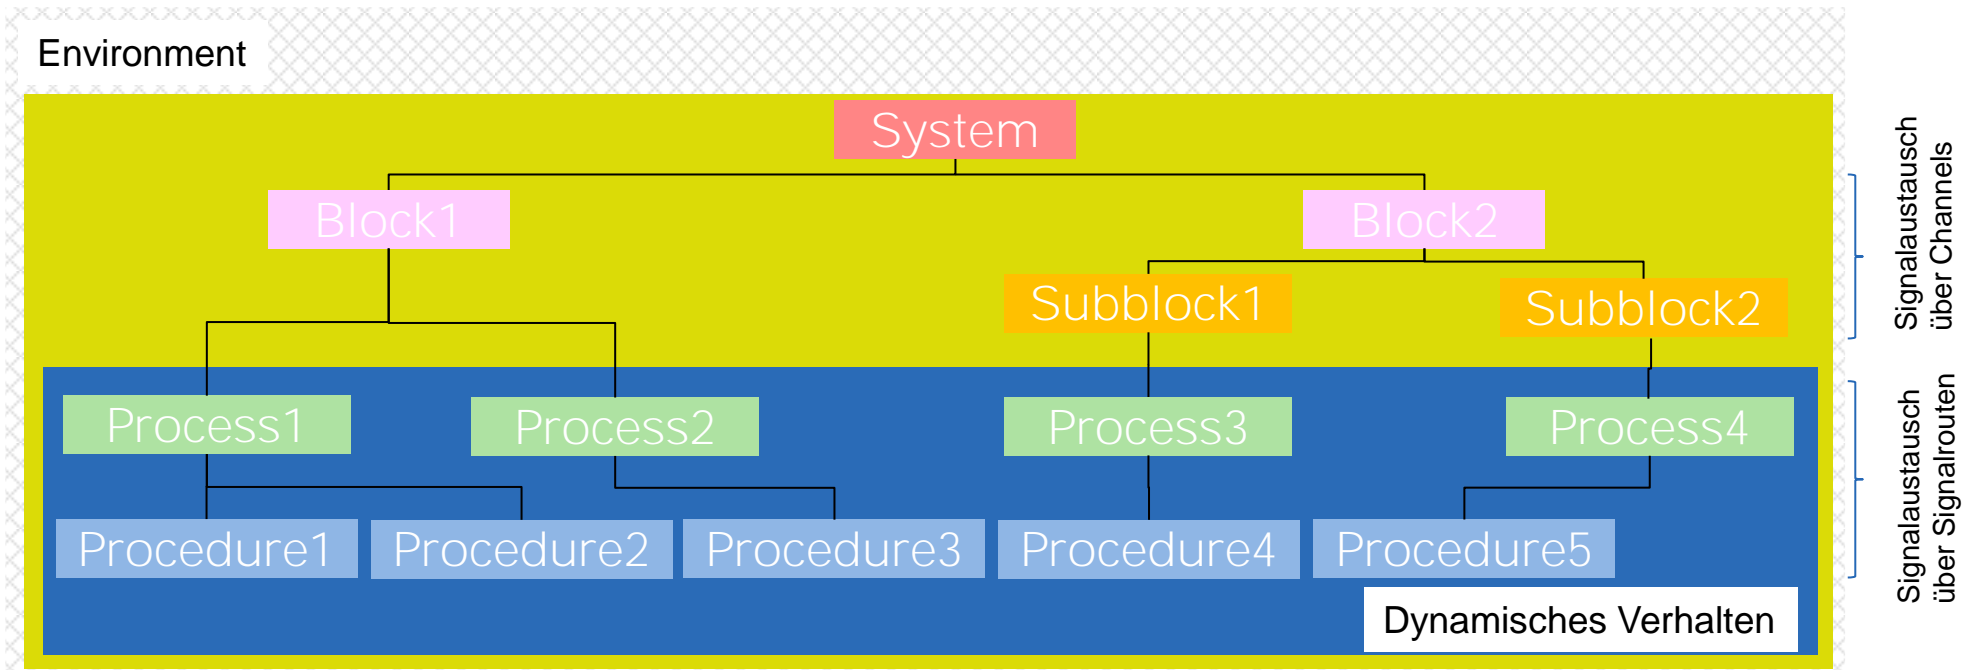 Environment
System
Block1
Block2
Subblock1
Subblock2
Process1
Process2
Process3
Process4
Procedure1
Procedure2
Procedure3
Procedure4
Procedure5
Dynamisches Verhalten
Signalaustausch
über Channels
Signalaustausch
über Signalrouten